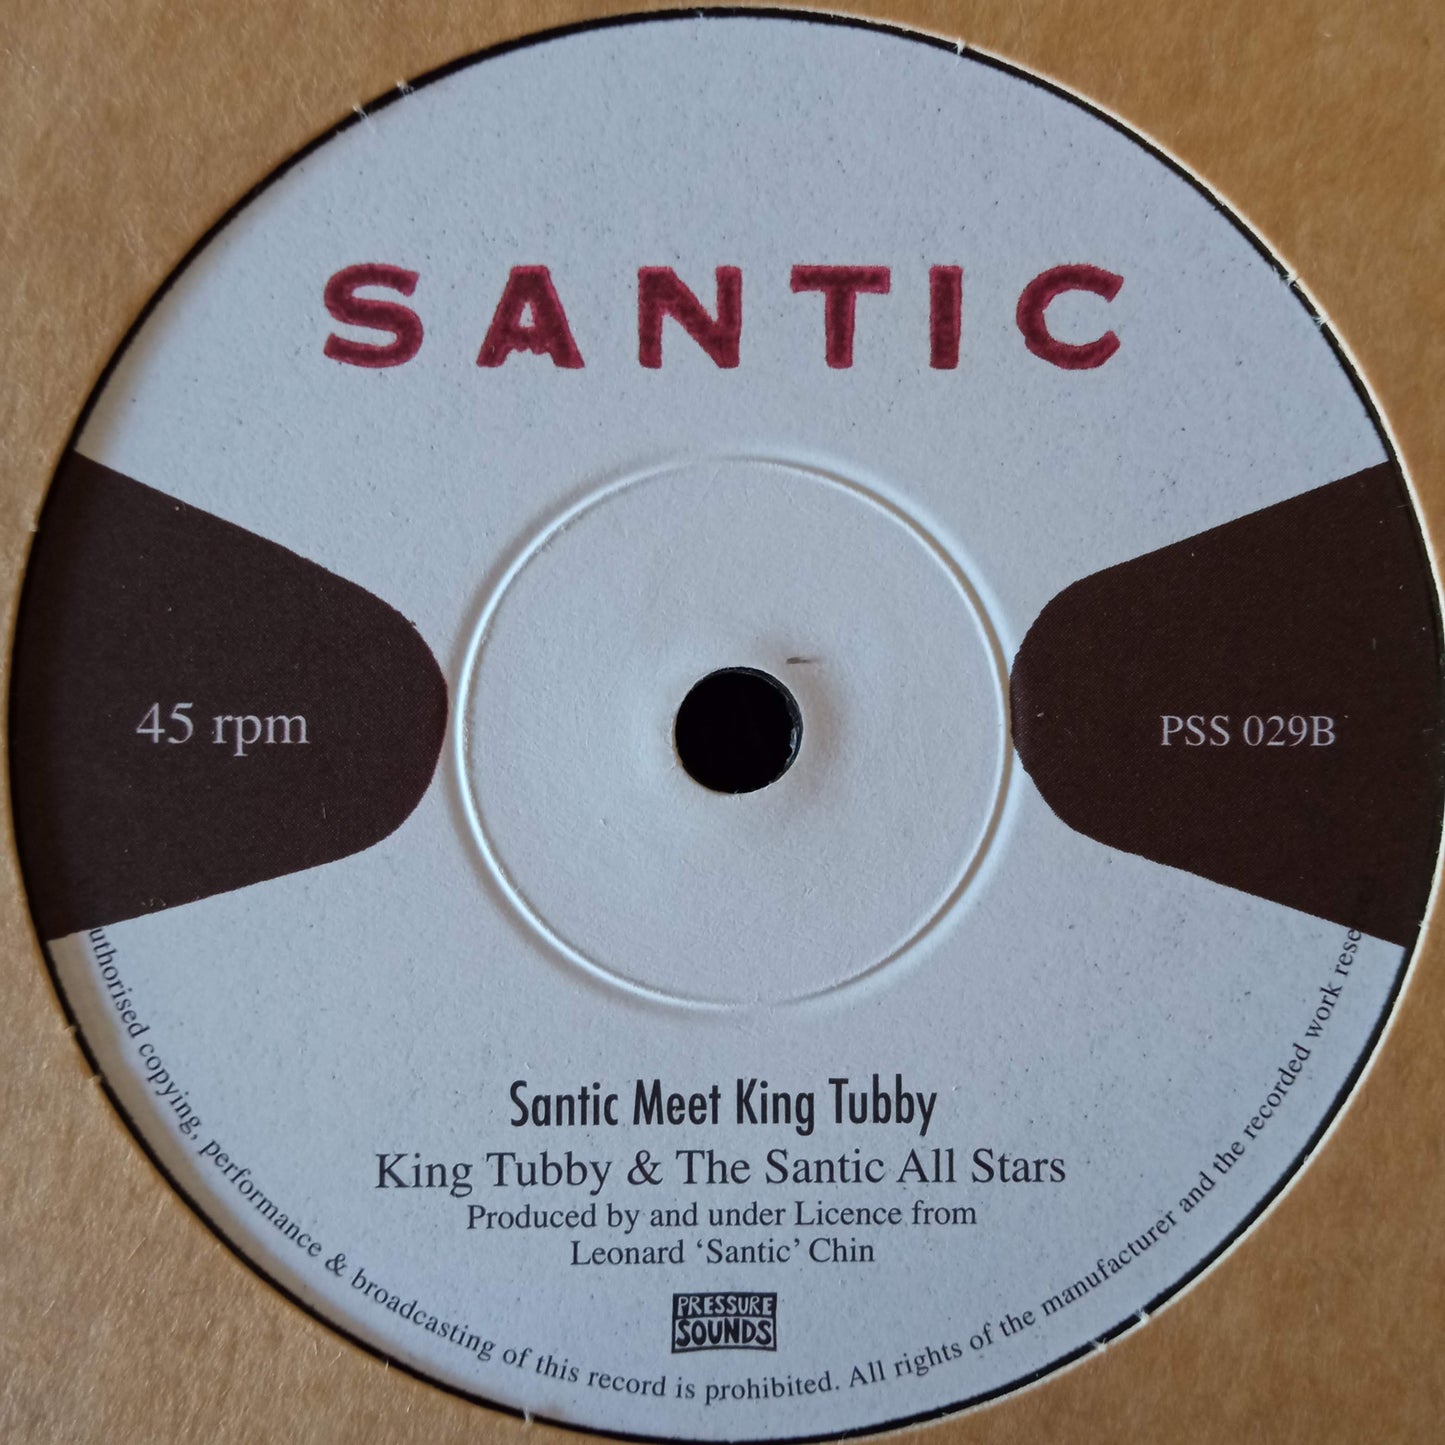 SANTIC
45 rpm
PSS 029B
Santic Meet King Tubby
King Tubby & The Santic All Stars
Produced by and under Licence from
Leonard ‘Santic’ Chin
PRESSURE
SOUNDS
copying, performance & broadcasting of this record is prohibited. All rights of the manufacturer and the recorded work